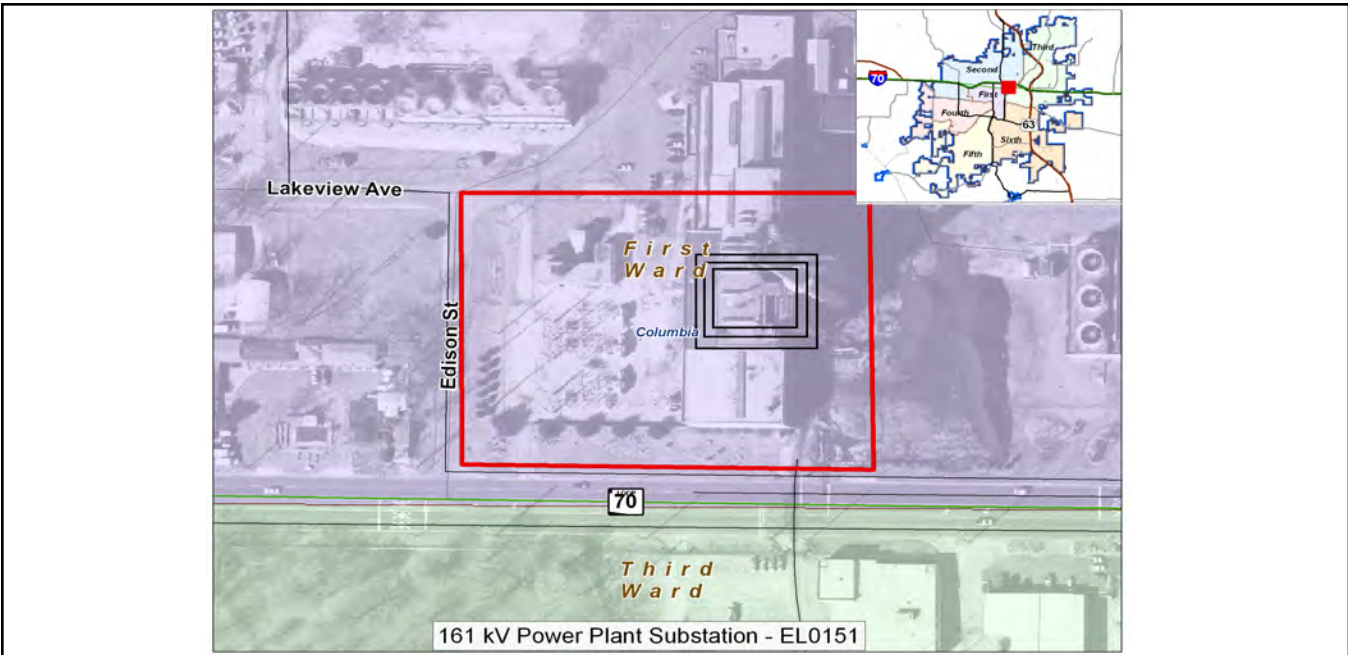 Third
Second
70
First
Fourth
63
Sixth
Fifth
Lakeview Ave
First
Ward
Columbia
Edison St
70
Third
Ward
161 kV Power Plant Substation - EL0151